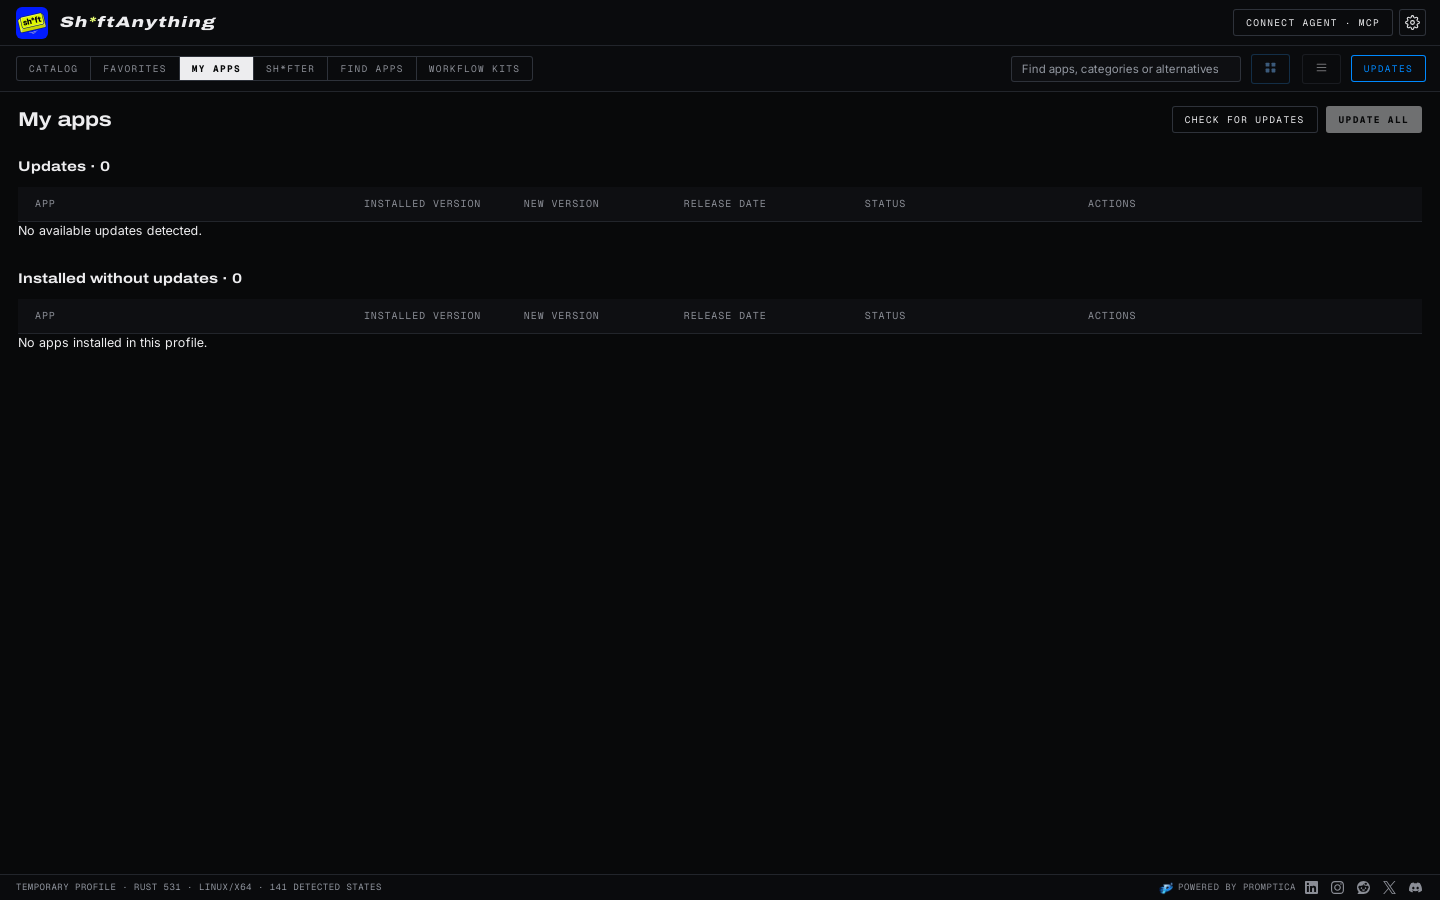 sh*ft
Sh*ftAnything
CONNECT AGENT · MCP
CATALOG
FAVORITES
MY APPS
SH*FTER
FIND APPS
WORKFLOW KITS
Find apps, categories or alternatives
UPDATES
My apps
CHECK FOR UPDATES
UPDATE ALL
Updates · 0
APP INSTALLED VERSION NEW VERSION RELEASE DATE STATUS ACTIONS
No available updates detected.
Installed without updates · 0
APP INSTALLED VERSION NEW VERSION RELEASE DATE STATUS ACTIONS
No apps installed in this profile.
TEMPORARY PROFILE · RUST 531 · LINUX/X64 · 141 DETECTED STATES
POWERED BY PROMPTICA